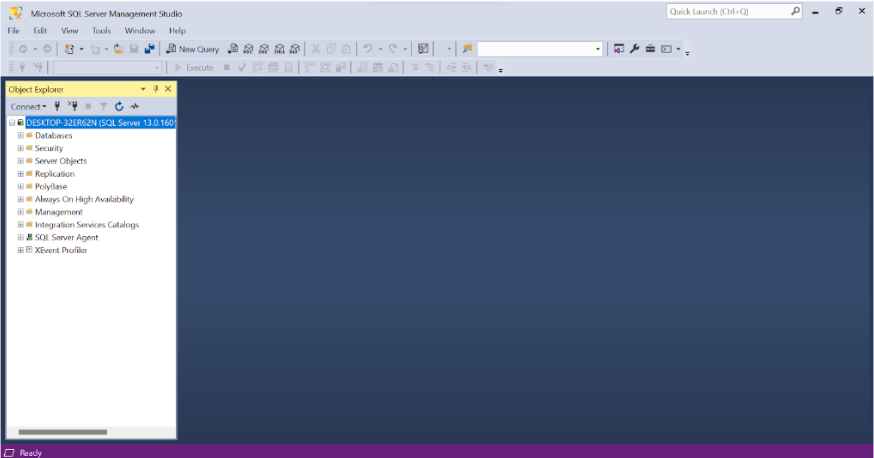 Microsoft SQL Server Management Studio
Quick Launch (Ctrl+Q)
File Edit View Tools Window Help
New Query
Execute
Object Explorer
Connect
DESKTOP-32ER62N (SQL Server 13.0.160
Databases
Security
Server Objects
Replication
PolyBase
Always On High Availability
Management
Integration Services Catalogs
SQL Server Agent
XEvent Profiler
Ready